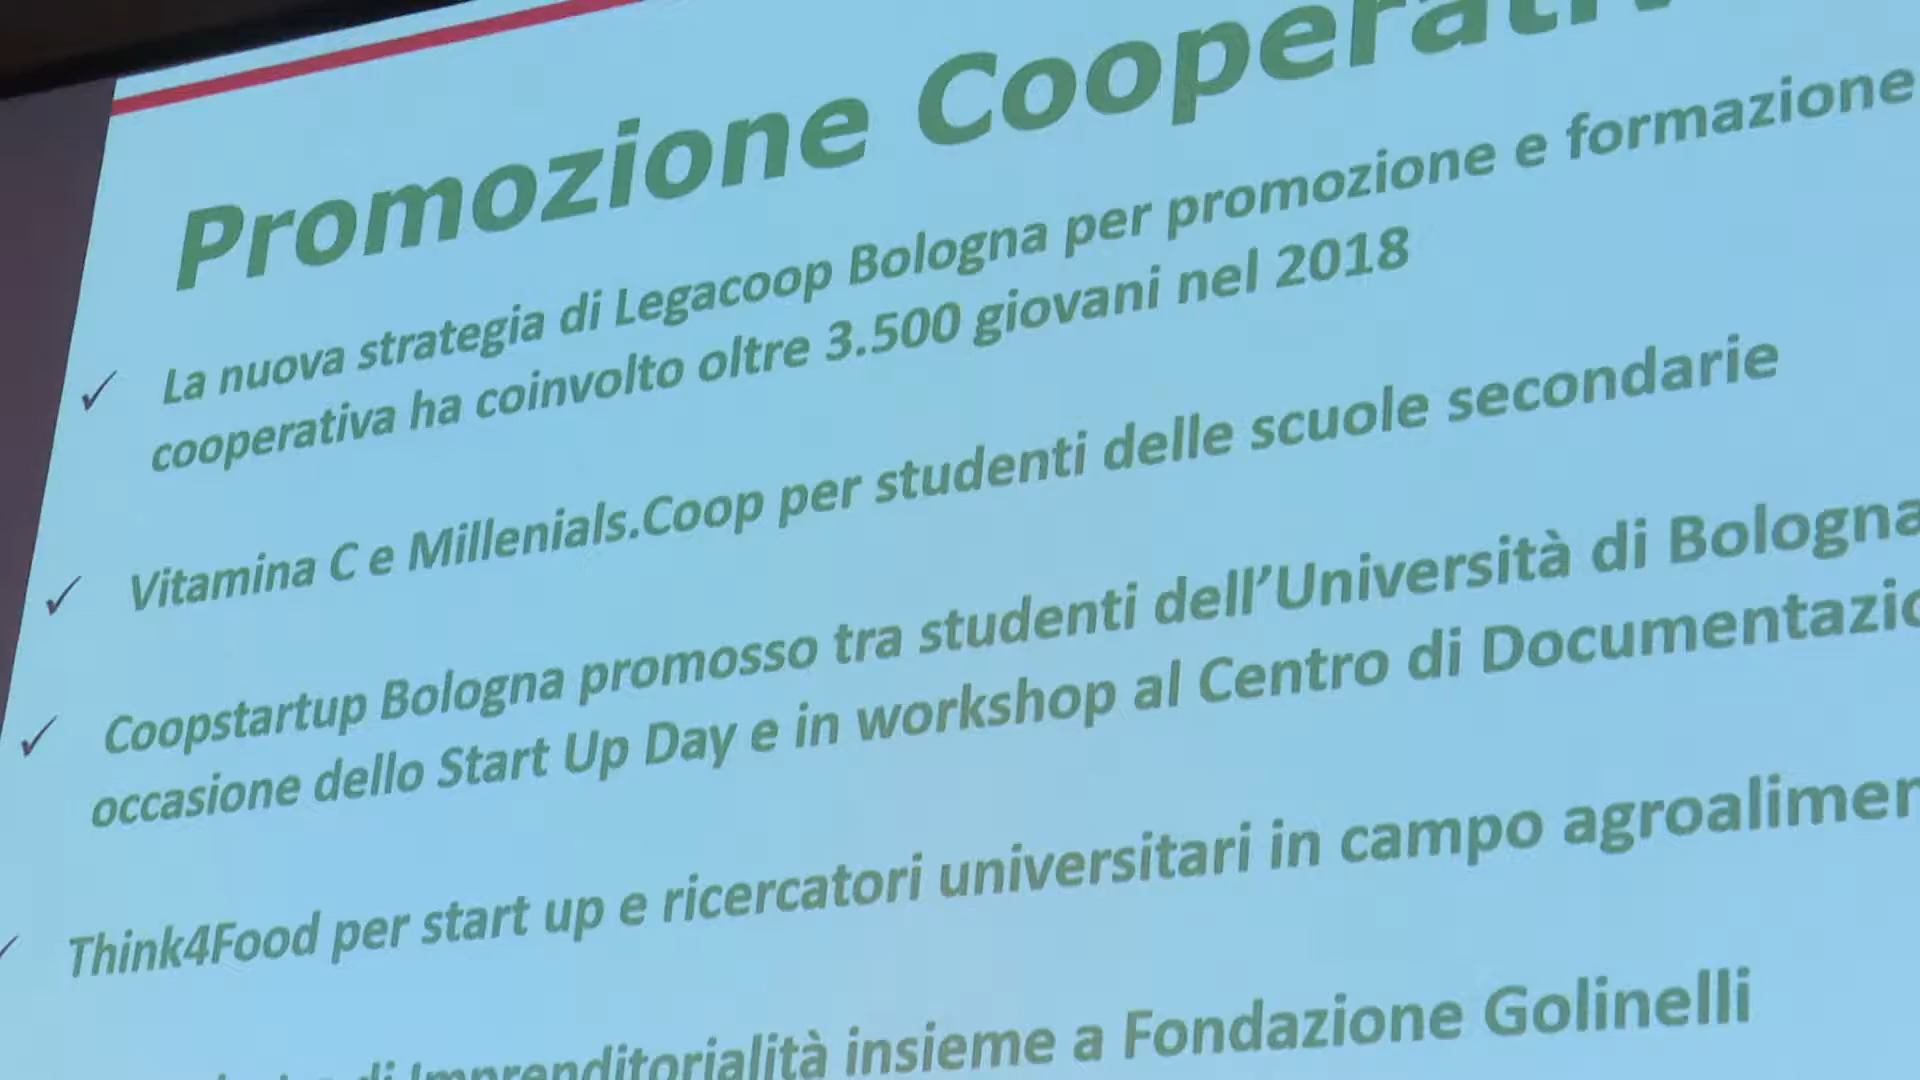 Promozione
La nuova strategia di Legacoop Bologna per promozione e formazione
cooperativa ha coinvolto oltre 3.500 giovani nel 2018
Vitamina C e Millenials.Coop per studenti delle scuole secondarie
Coopstartup Bologna promosso tra studenti dell’Università di Bologna
occasione dello Start Up Day e in workshop al Centro di
Think4Food per start up e ricercatori universitari in campo
di Imprenditorialità insieme a Fondazione Golinelli